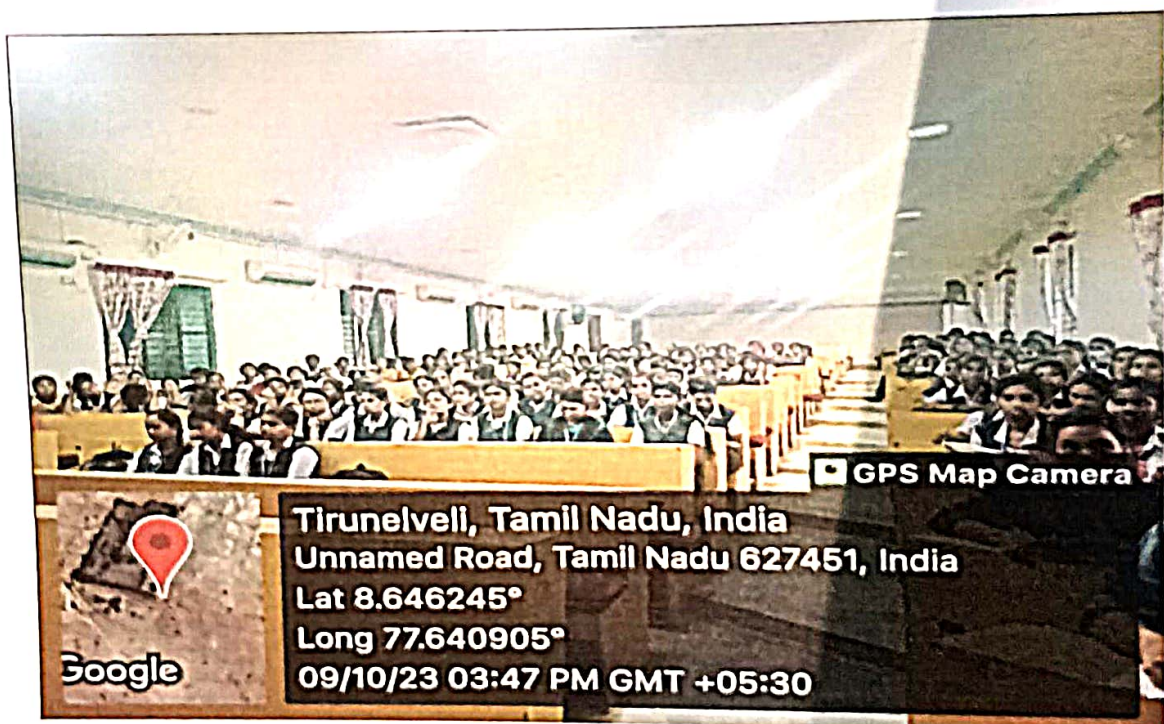 GPS Map Camera
Tirunelveli, Tamil Nadu, India
Unnamed Road, Tamil Nadu 627451, India
Lat 8.646245°
Long 77.640905°
09/10/23 03:47 PM GMT +05:30
Google